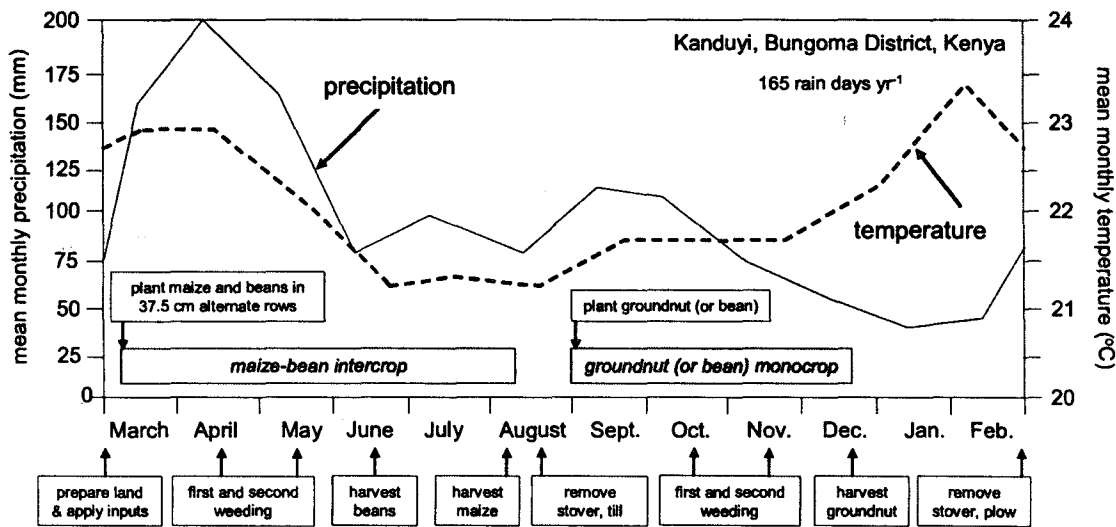 Kanduyi, Bungoma District, Kenya
165 rain days yr⁻¹
mean monthly precipitation (mm)
200
175
150
125
100
75
50
25
0
precipitation
temperature
24
23
22
21
20
mean monthly temperature (ºC)
plant maize and beans in
37.5 cm alternate rows
plant groundnut (or bean)
maize-bean intercrop
groundnut (or bean) monocrop
March April May June July August Sept. Oct. Nov. Dec. Jan. Feb.
prepare land
& apply inputs
first and second
weeding
harvest
beans
harvest
maize
remove
stover, till
first and second
weeding
harvest
groundnut
remove
stover, plow